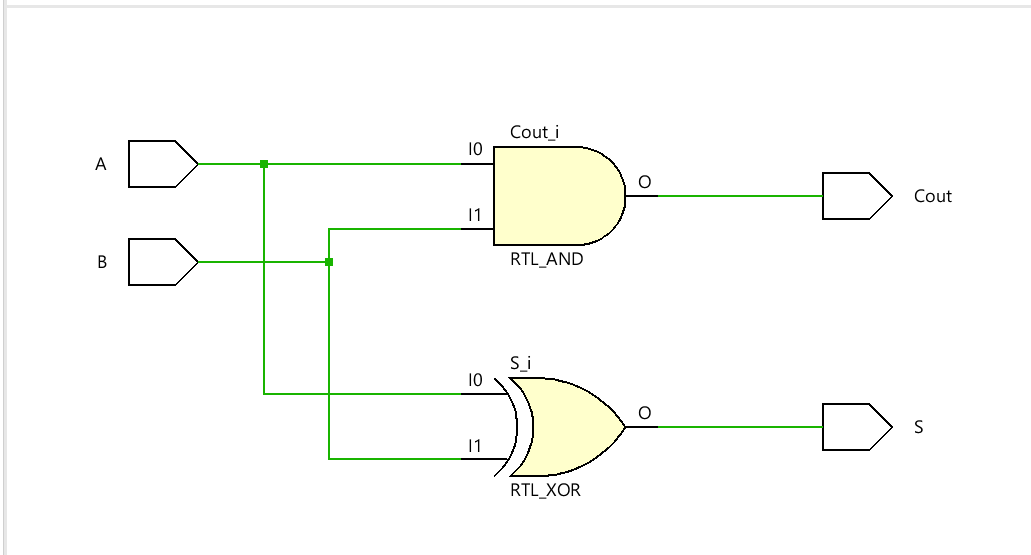 Cout_i
A
I0
O
Cout
I1
B
RTL_AND
S_i
I0
O
S
I1
RTL_XOR